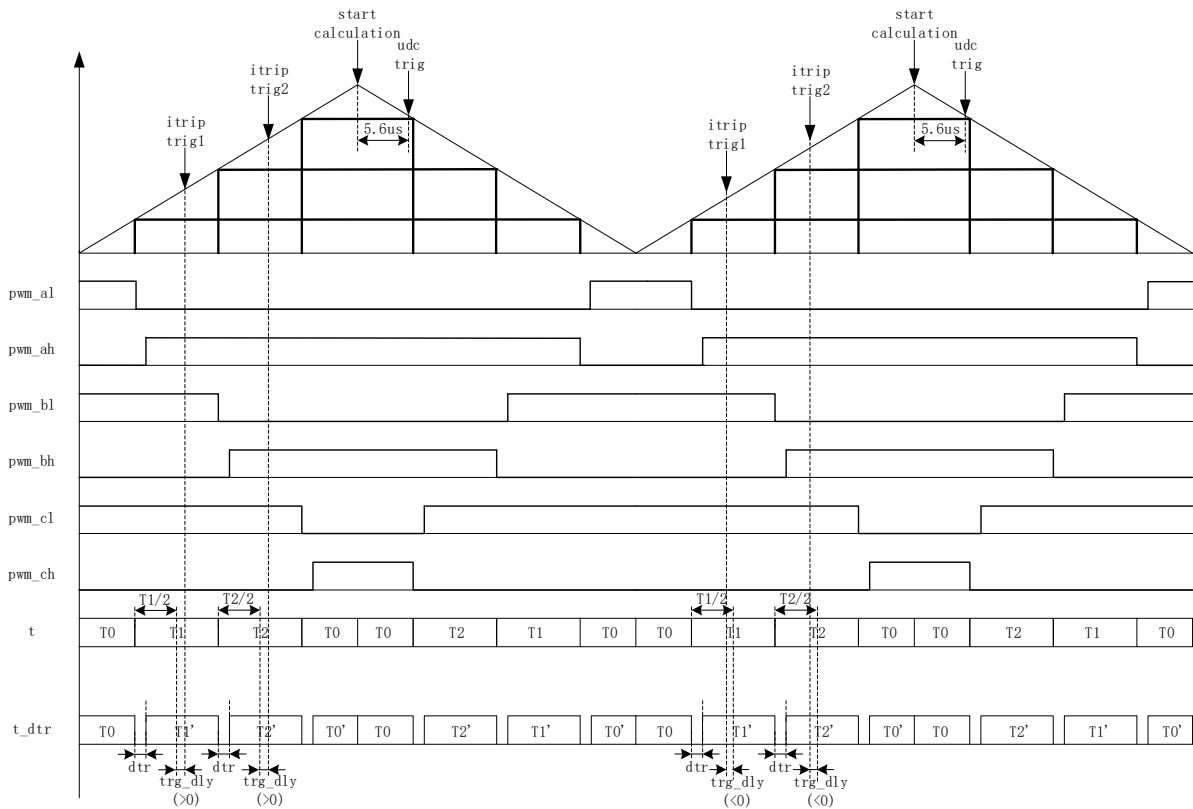 start
calculation
udc
trig
itrip
trig2
itrip
trig1
5.6us
start
calculation
udc
trig
itrip
trig2
itrip
trig1
5.6us
pwm_al
pwm_ah
pwm_bl
pwm_bh
pwm_cl
pwm_ch
T1/2 T2/2 T1/2 T2/2
t T0 T1 T2 T0 T0 T2 T1 T0 T0 T1 T2 T0 T0 T2 T1 T0
t_dtr T0 T1' T2' T0' T0 T2' T1' T0' T0 T1' T2' T0' T0 T2' T1' T0'
dtr dtr dtr dtr
trg_dly trg_dly trg_dly trg_dly
(>0) (>0) (<0) (<0)